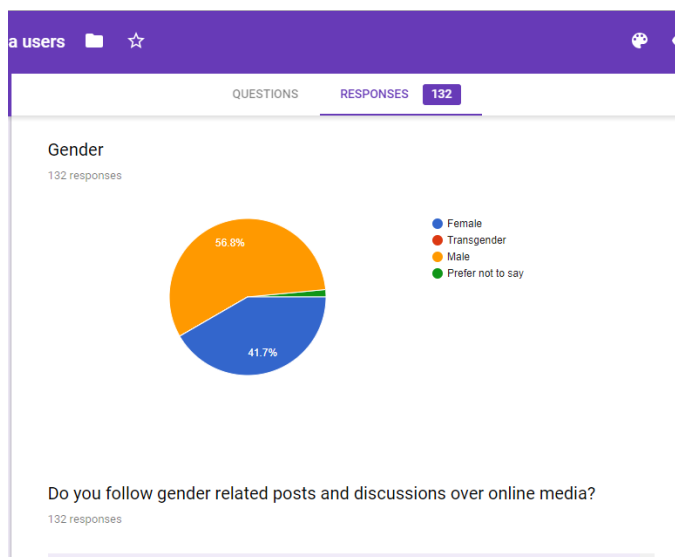 a users
QUESTIONS RESPONSES 132
Gender
132 responses
56.8%
41.7%
Female
Transgender
Male
Prefer not to say
Do you follow gender related posts and discussions over online media?
132 responses